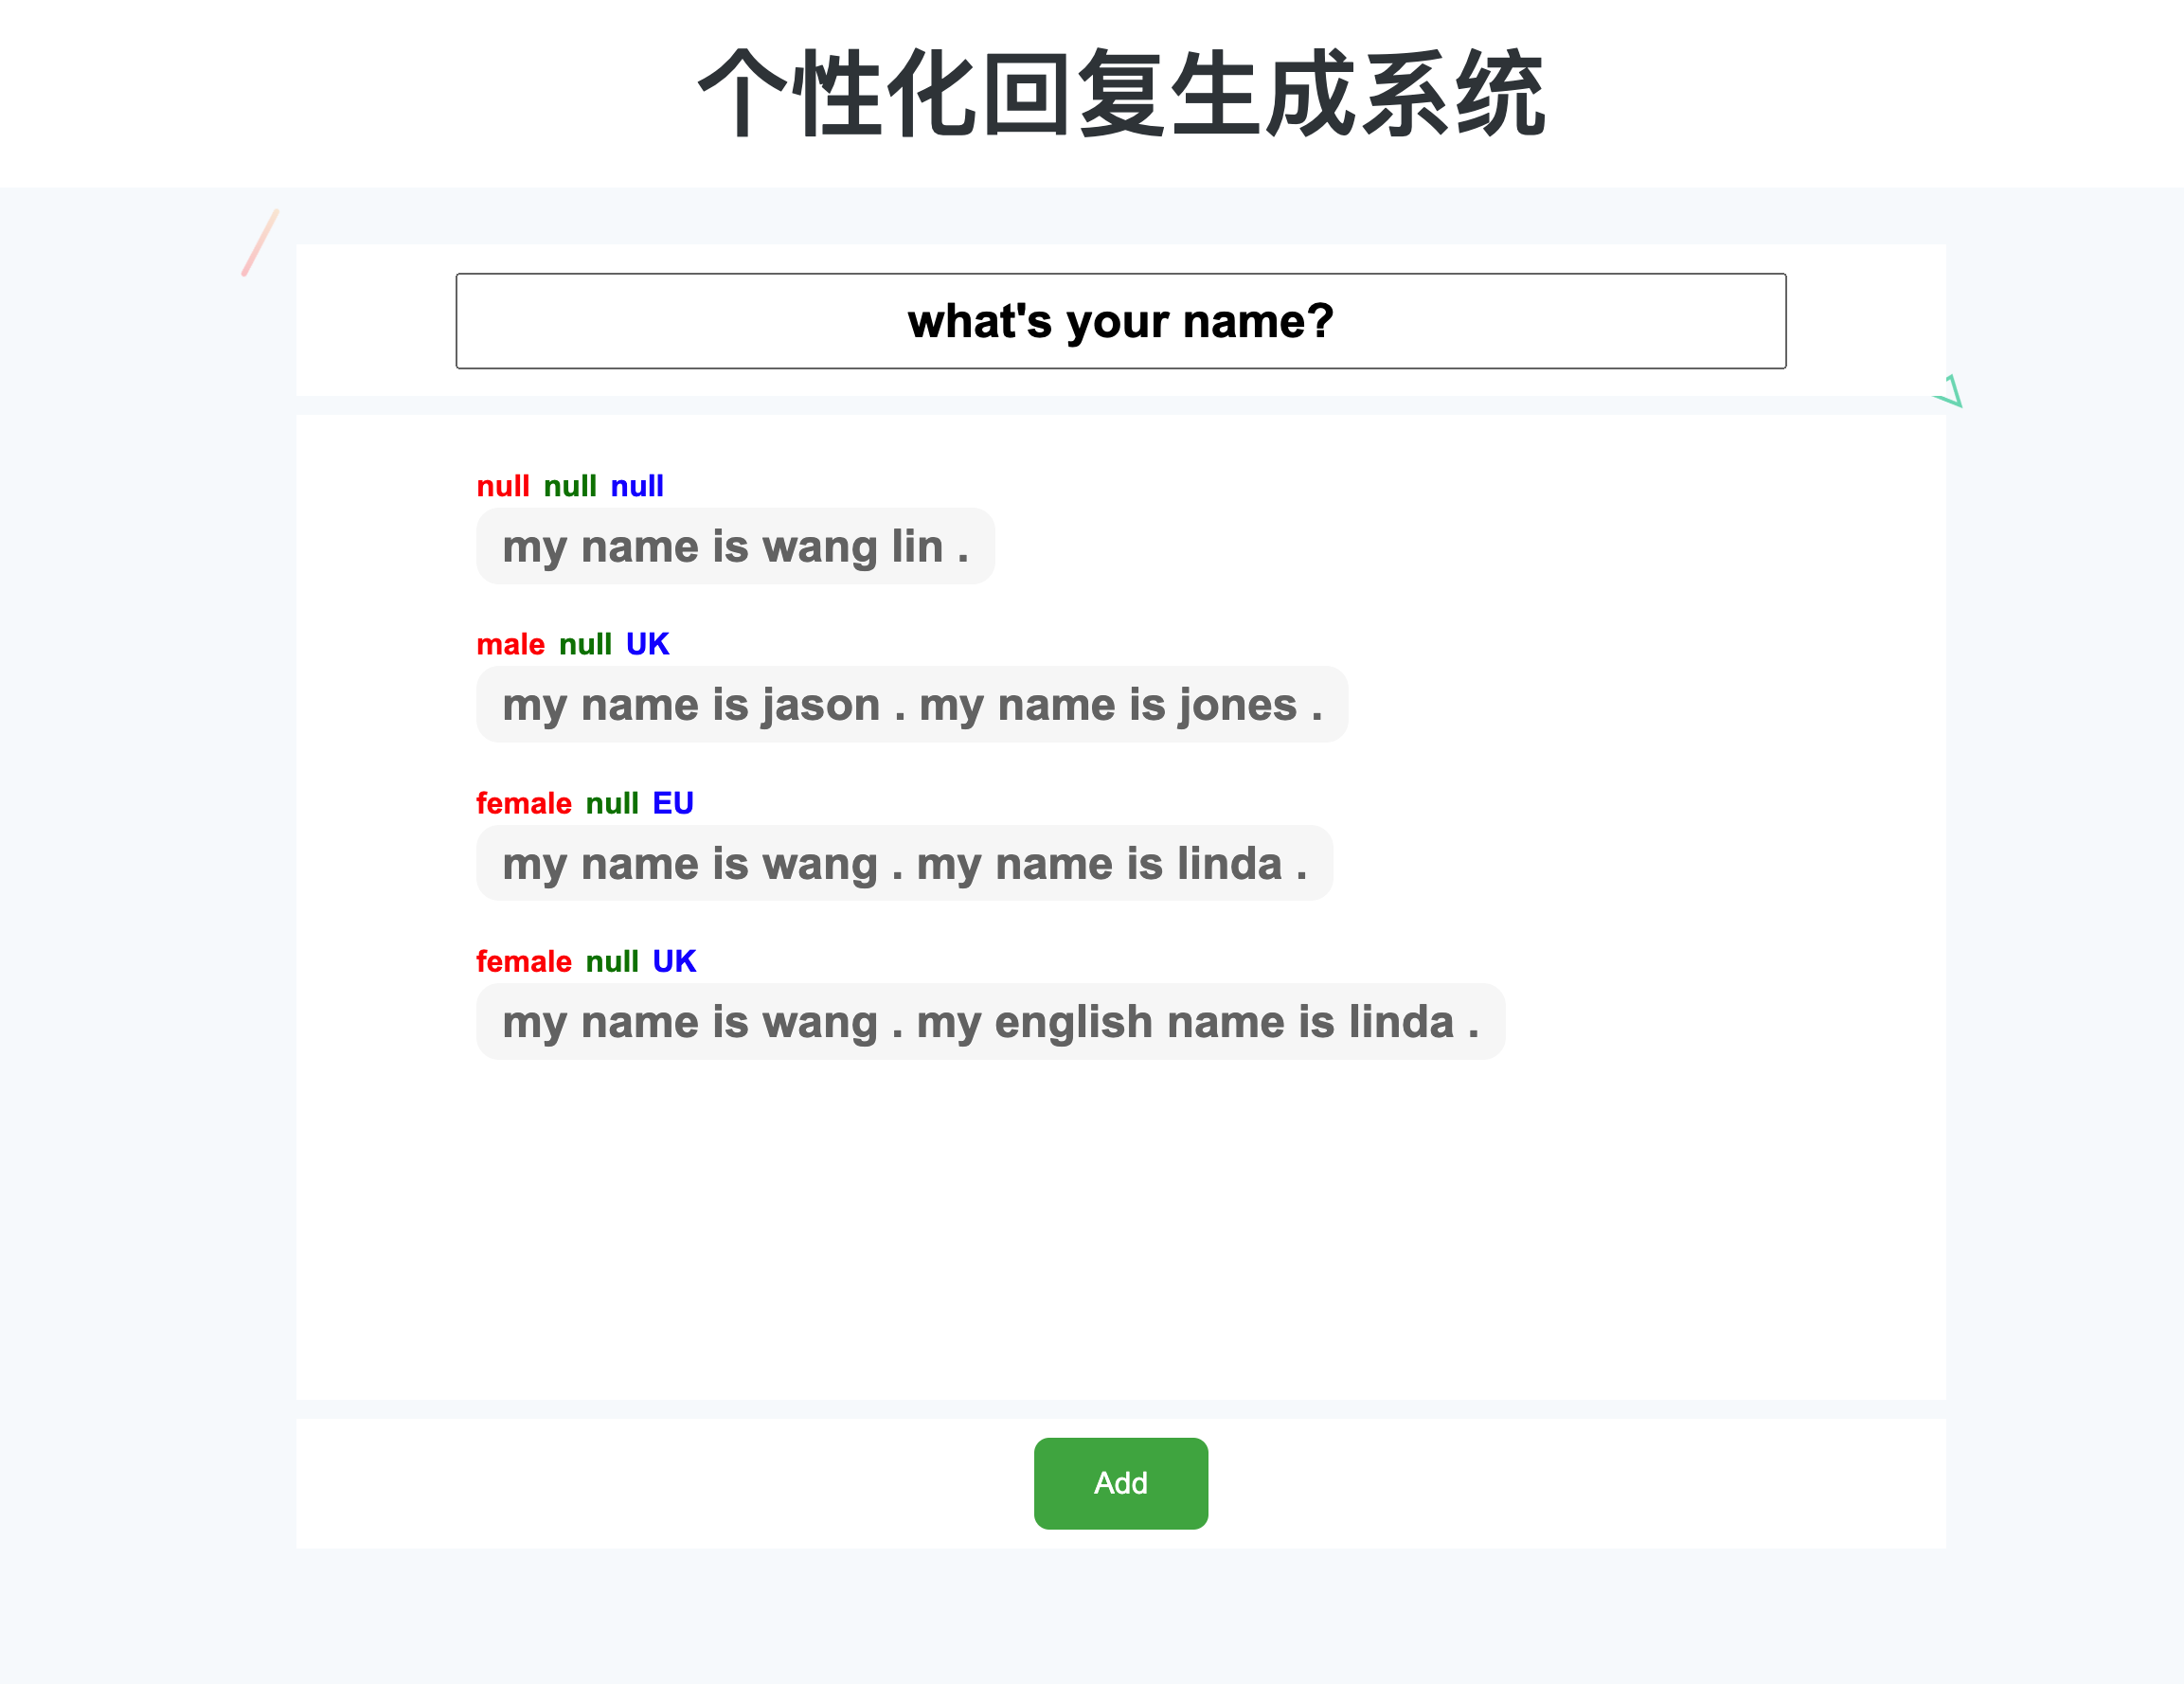 个性化回复生成系统
what's your name?
null null null
my name is wang lin .
male null UK
my name is jason . my name is jones .
female null EU
my name is wang . my name is linda .
female null UK
my name is wang . my english name is linda .
Add